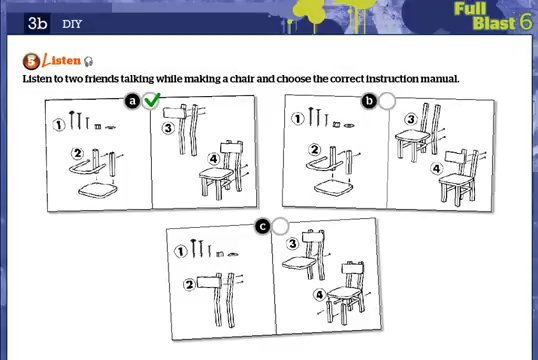 3b DIY
Full
Blast 6
5 Listen
Listen to two friends talking while making a chair and choose the correct instruction manual.
a
b
1
2
3
4
1
2
3
4
c
1
2
3
4